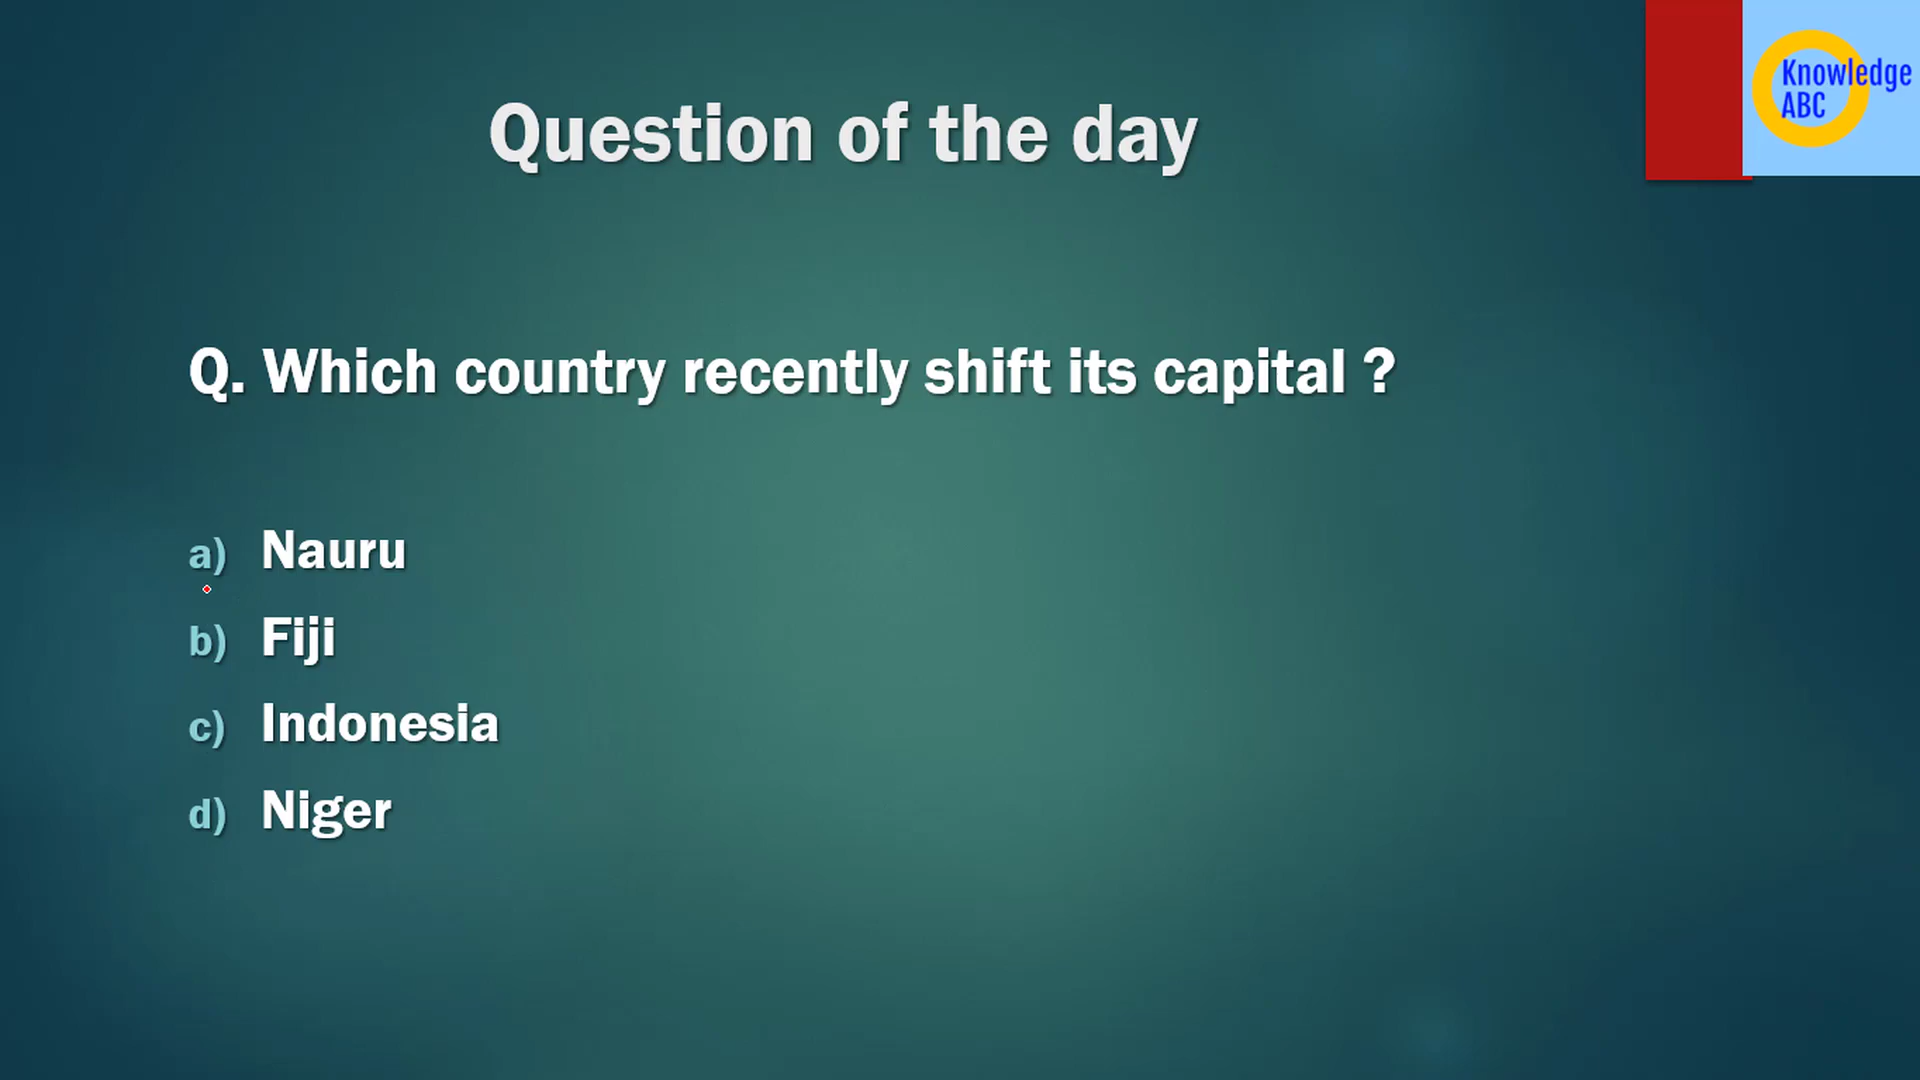 Knowledge
ABC
Question of the day
Q. Which country recently shift its capital ?
a) Nauru
b) Fiji
c) Indonesia
d) Niger